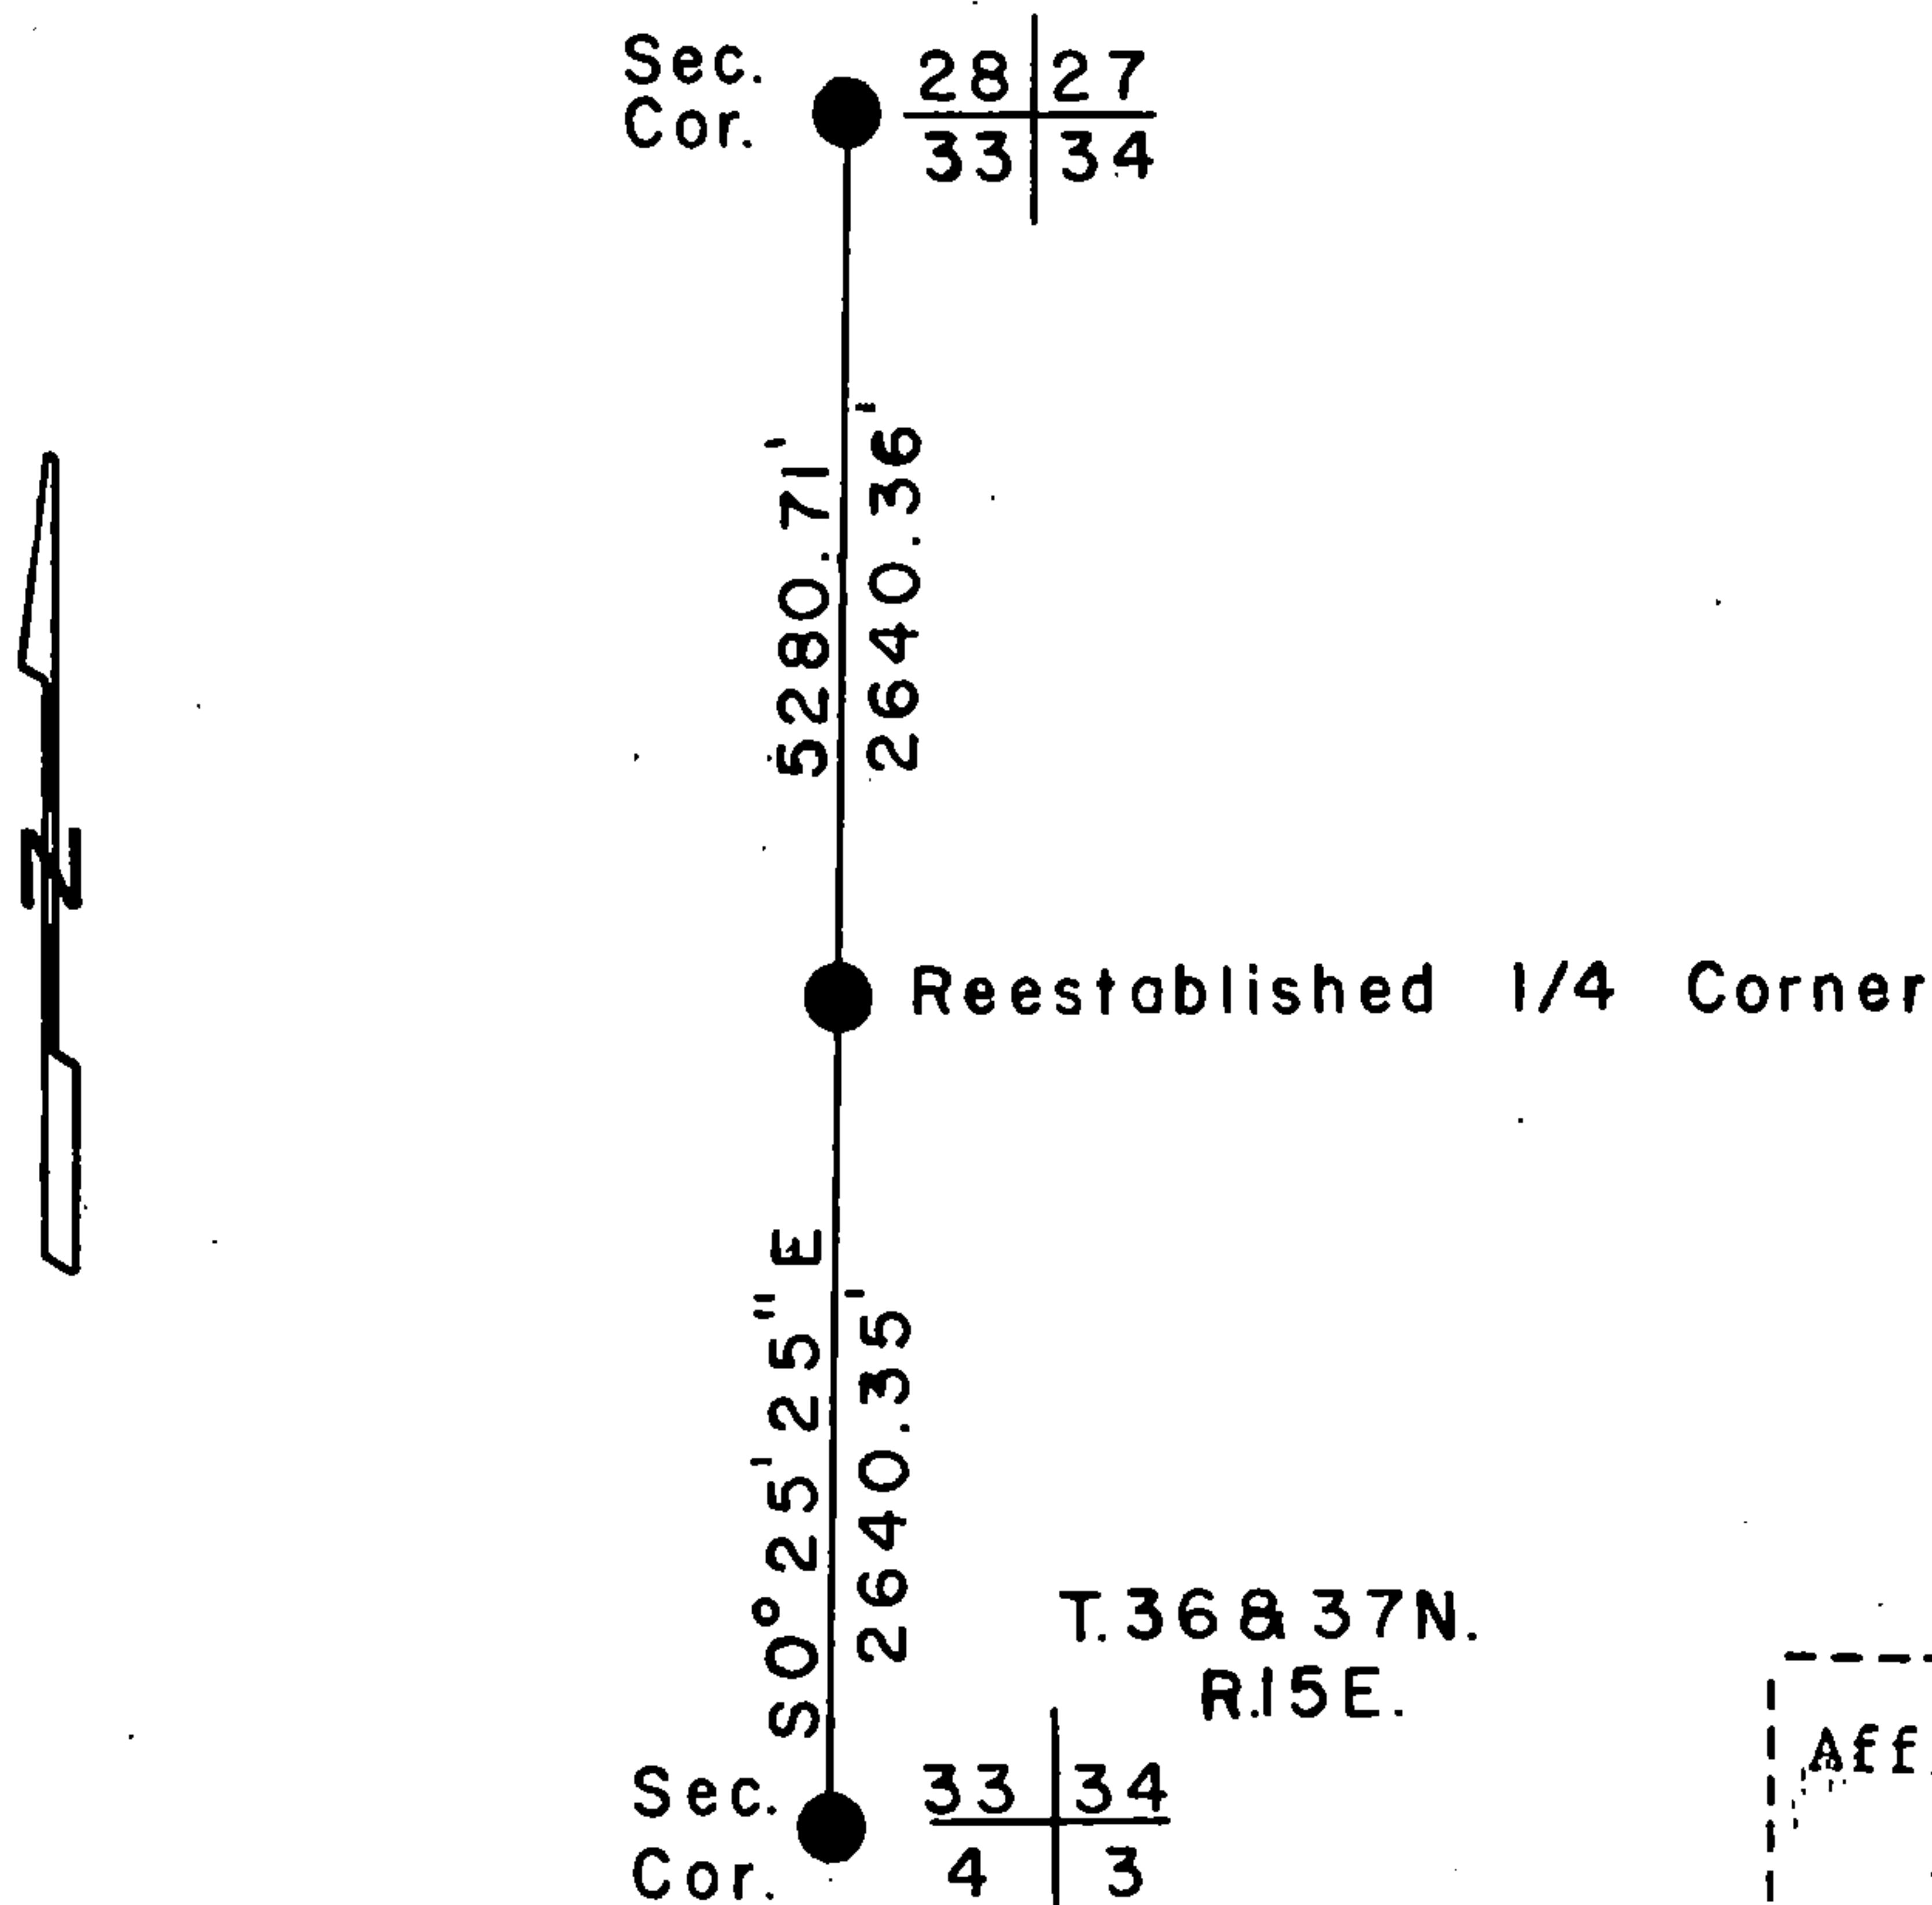 Sec.
Cor.
28 27
33 34
5280.71'
2640.36'
N
Reestablished 1/4 Corner
S0°25'25"E
2640.35'
T.36 & 37N.
R.15E.
Sec.
Cor.
33 34
4 3
Aff